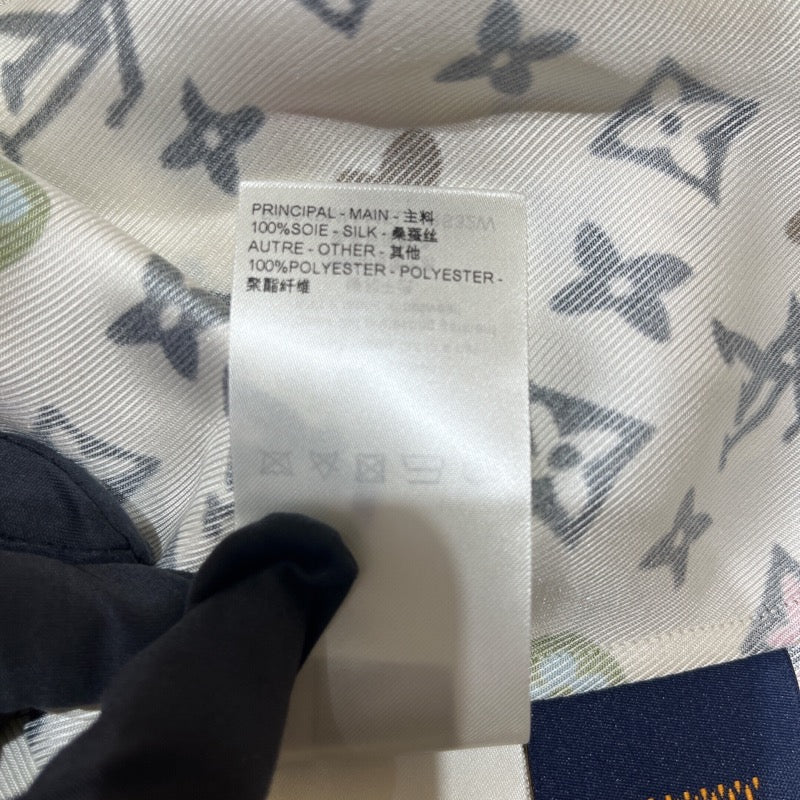 PRINCIPAL - MAIN - 主料
100%SOIE - SILK - 桑蚕丝
AUTRE - OTHER - 其他
100%POLYESTER - POLYESTER -
聚酯纤维